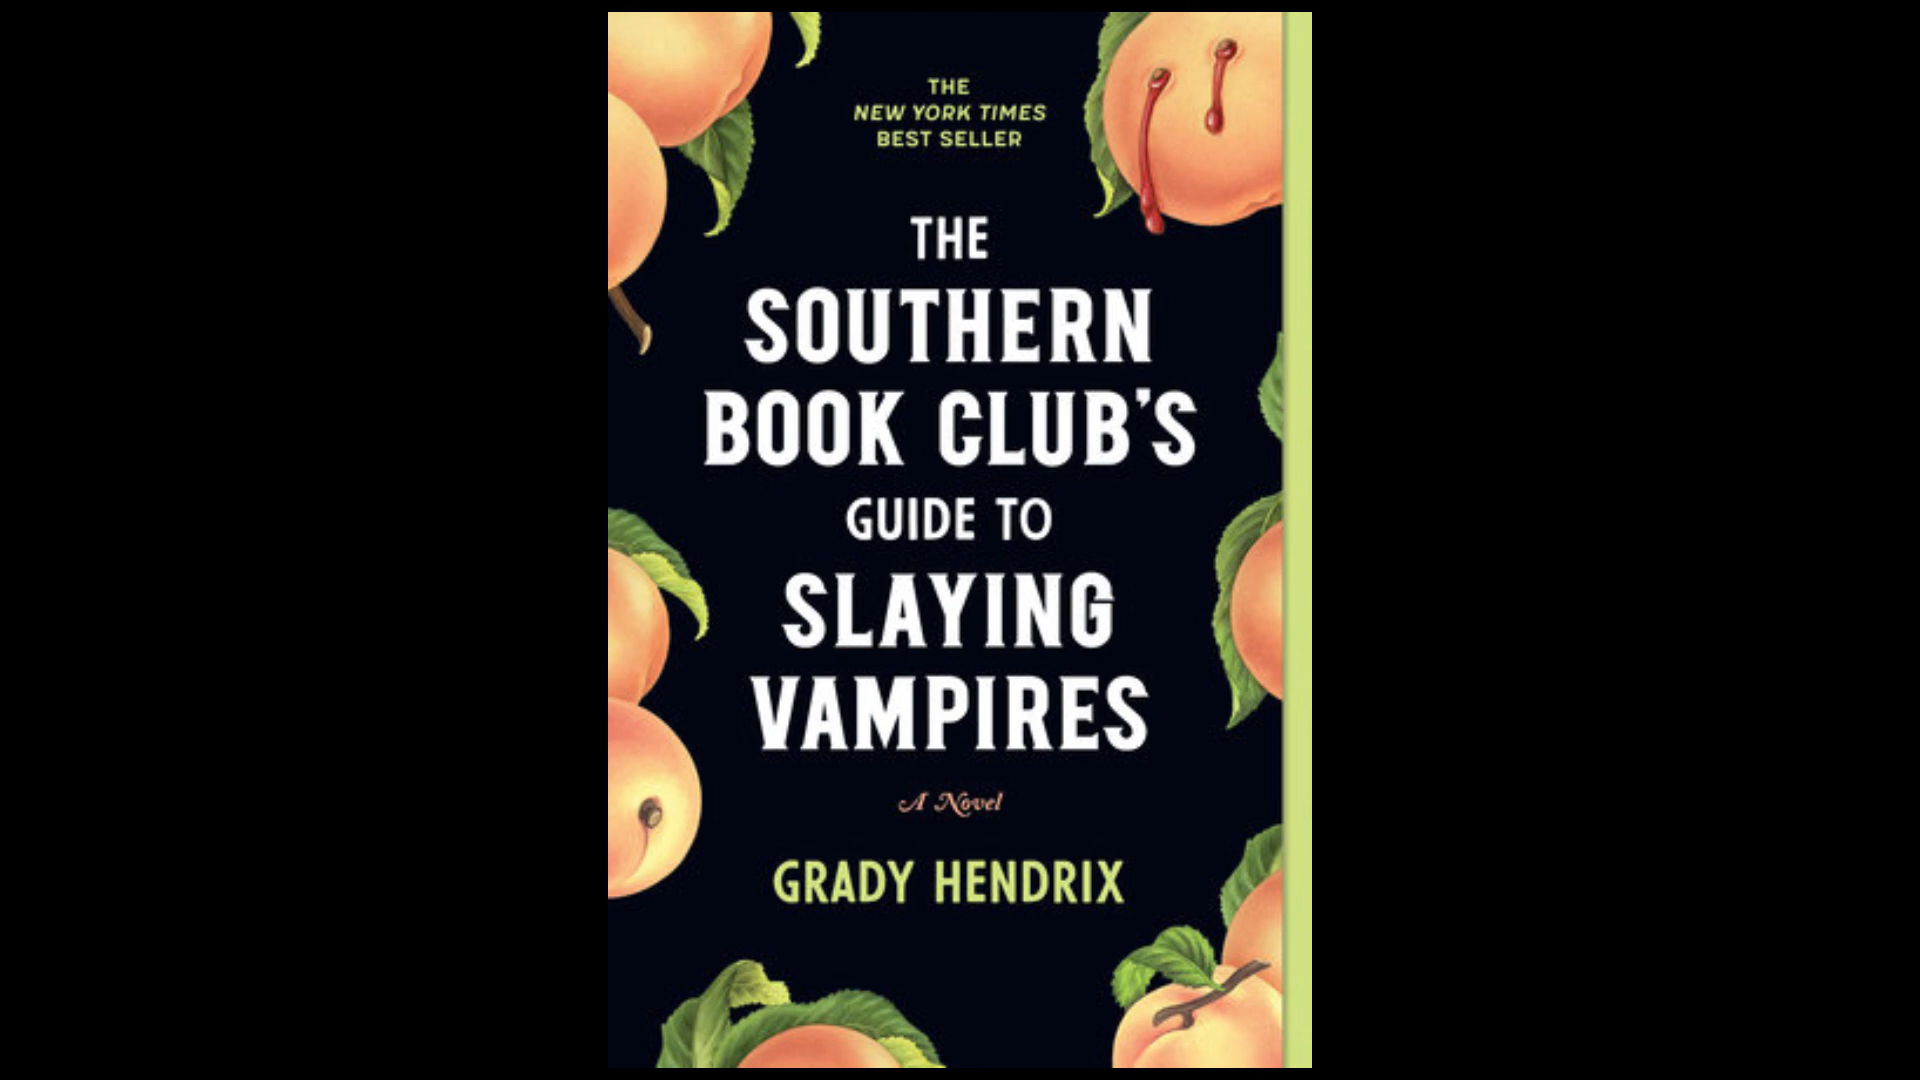 THE
NEW YORK TIMES
BEST SELLER
THE
SOUTHERN
BOOK CLUB'S
GUIDE TO
SLAYING
VAMPIRES
A Novel
GRADY HENDRIX